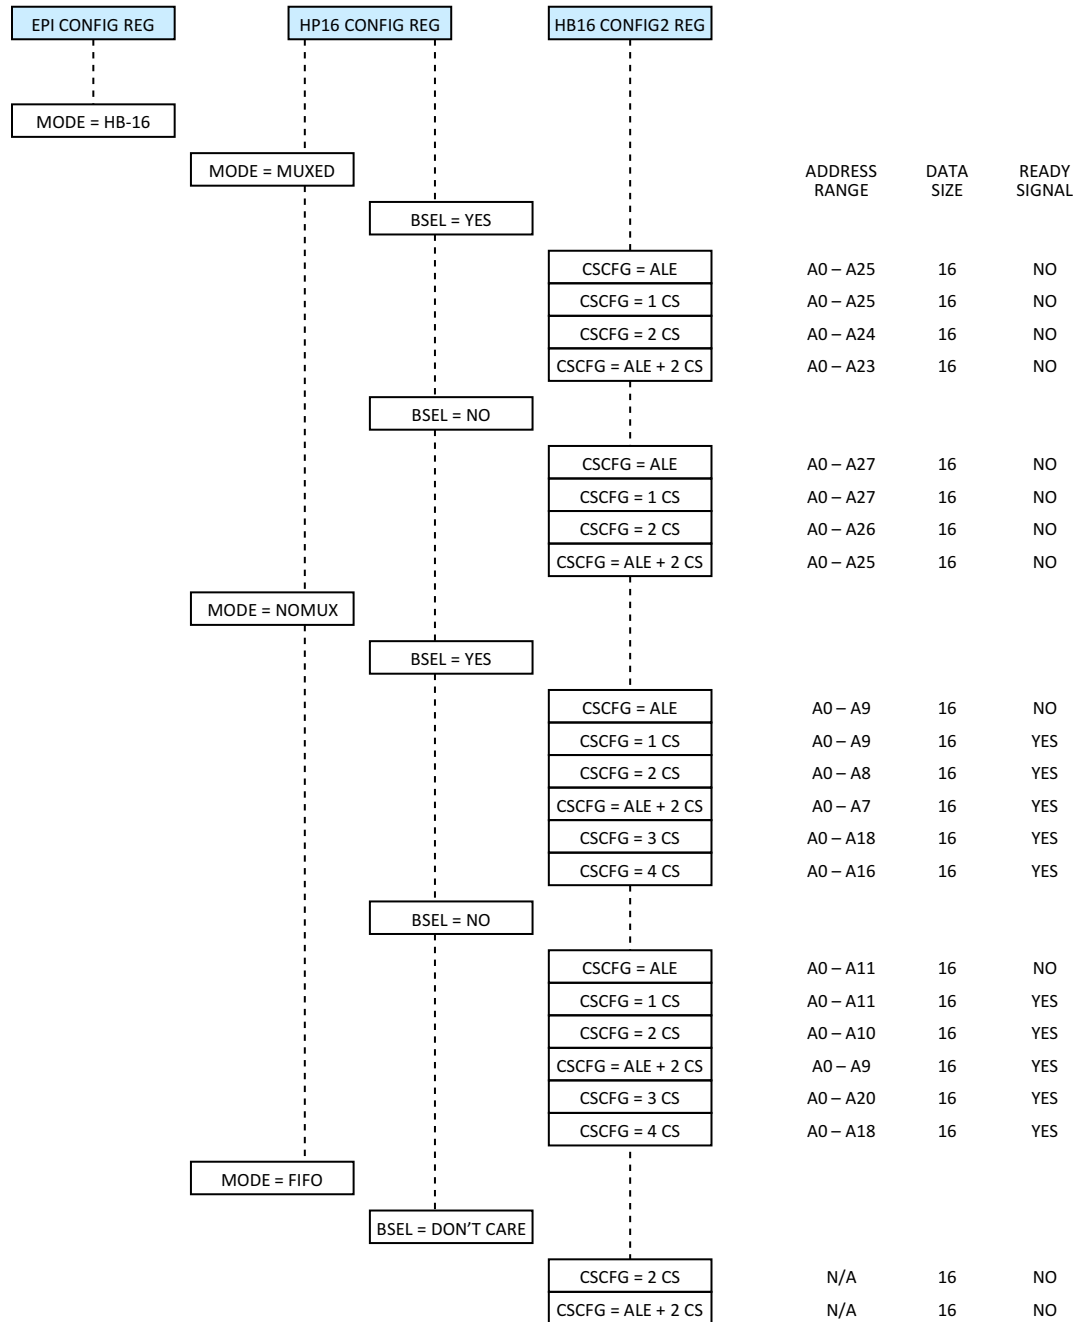 EPI CONFIG REG HP16 CONFIG REG HB16 CONFIG2 REG
MODE = HB-16
MODE = MUXED
ADDRESS DATA READY
RANGE SIZE SIGNAL
BSEL = YES
CSCFG = ALE A0 – A25 16 NO
CSCFG = 1 CS A0 – A25 16 NO
CSCFG = 2 CS A0 – A24 16 NO
CSCFG = ALE + 2 CS A0 – A23 16 NO
BSEL = NO
CSCFG = ALE A0 – A27 16 NO
CSCFG = 1 CS A0 – A27 16 NO
CSCFG = 2 CS A0 – A26 16 NO
CSCFG = ALE + 2 CS A0 – A25 16 NO
MODE = NOMUX
BSEL = YES
CSCFG = ALE A0 – A9 16 NO
CSCFG = 1 CS A0 – A9 16 YES
CSCFG = 2 CS A0 – A8 16 YES
CSCFG = ALE + 2 CS A0 – A7 16 YES
CSCFG = 3 CS A0 – A18 16 YES
CSCFG = 4 CS A0 – A16 16 YES
BSEL = NO
CSCFG = ALE A0 – A11 16 NO
CSCFG = 1 CS A0 – A11 16 YES
CSCFG = 2 CS A0 – A10 16 YES
CSCFG = ALE + 2 CS A0 – A9 16 YES
CSCFG = 3 CS A0 – A20 16 YES
CSCFG = 4 CS A0 – A18 16 YES
MODE = FIFO
BSEL = DON’T CARE
CSCFG = 2 CS N/A 16 NO
CSCFG = ALE + 2 CS N/A 16 NO